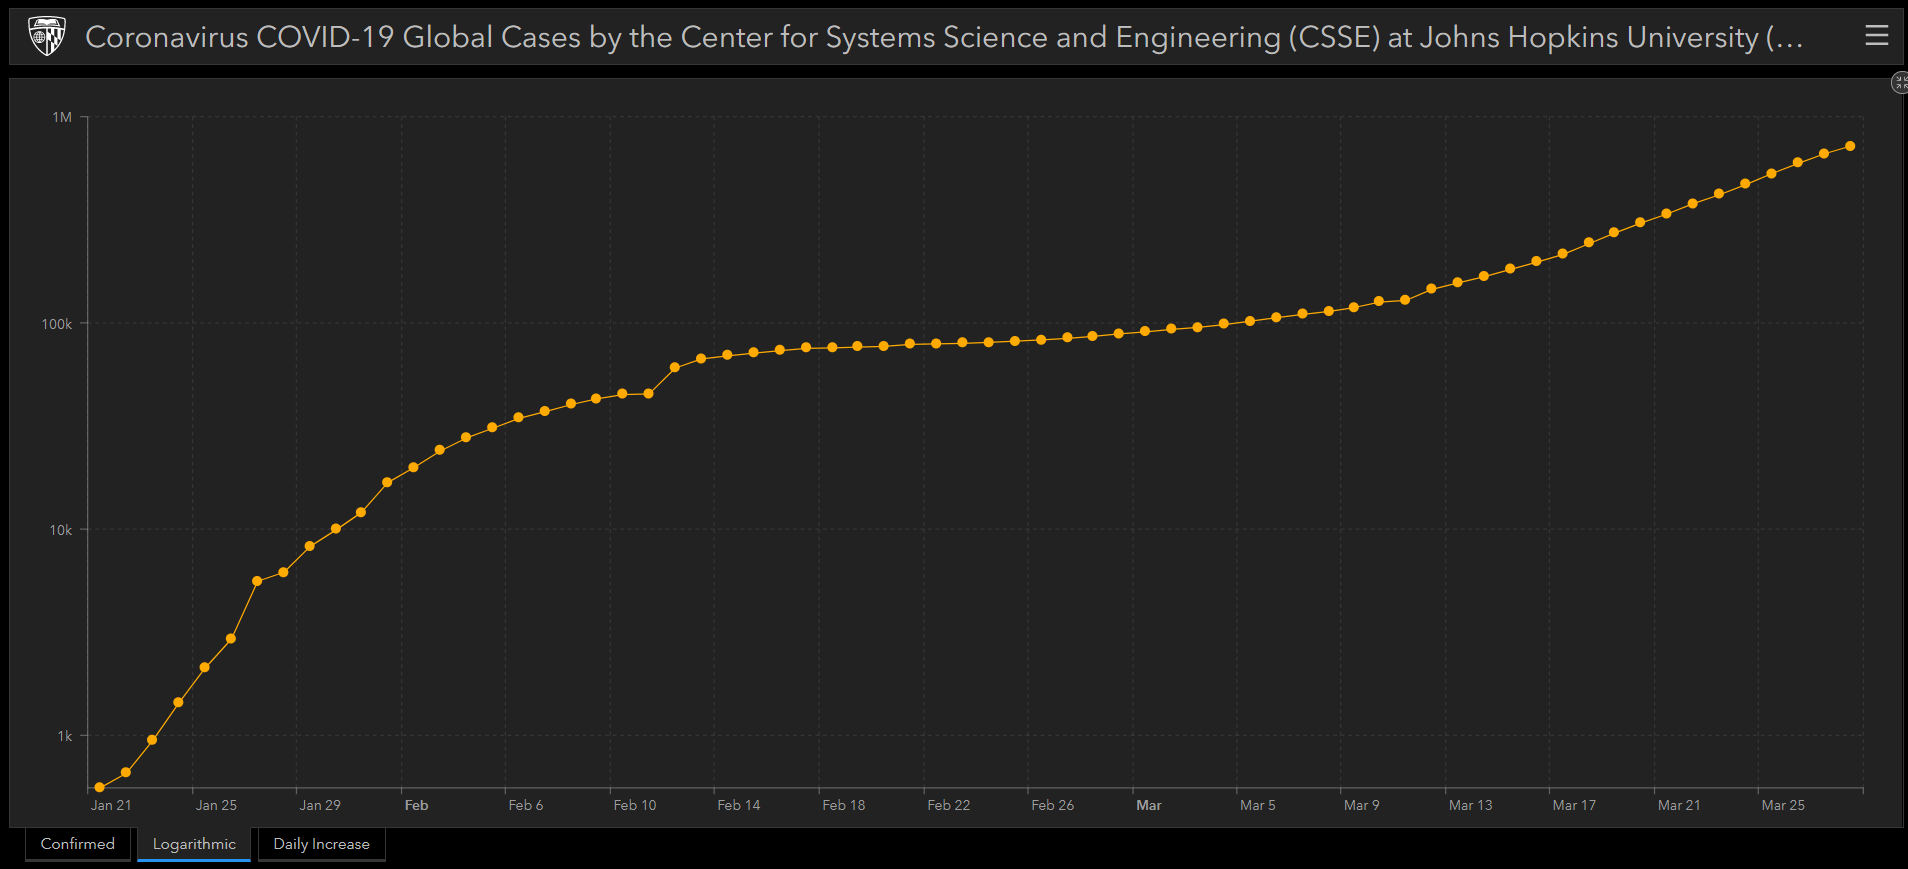 Coronavirus COVID-19 Global Cases by the Center for Systems Science and Engineering (CSSE) at Johns Hopkins University (...
1M
100k
10k
1k
Jan 21 Jan 25 Jan 29 Feb Feb 6 Feb 10 Feb 14 Feb 18 Feb 22 Feb 26 Mar Mar 5 Mar 9 Mar 13 Mar 17 Mar 21 Mar 25
Confirmed Logarithmic Daily Increase